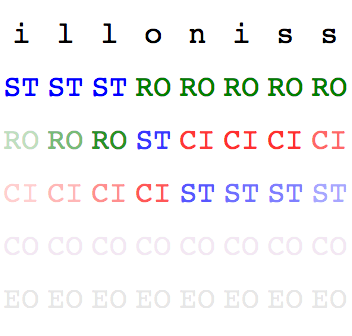 i l l o n i s s
ST ST ST RO RO RO RO RO
RO RO RO ST CI CI CI CI
CI CI CI CI ST ST ST ST
CO CO CO CO CO CO CO CO
EO EO EO EO EO EO EO EO